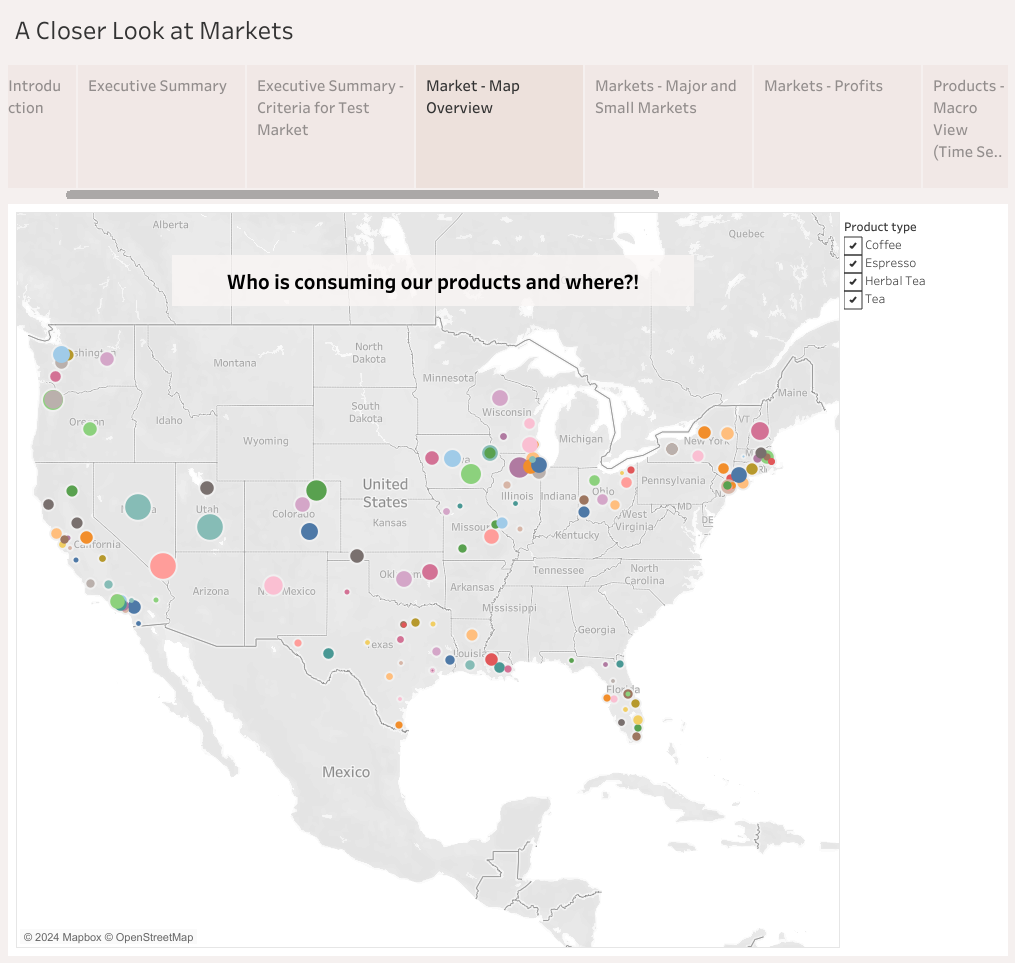 A Closer Look at Markets
Introdu
ction
Executive Summary
Executive Summary -
Criteria for Test
Market
Market - Map
Overview
Markets - Major and
Small Markets
Markets - Profits
Products -
Macro
View
(Time Se..
Alberta
Quebec
Product type
Coffee
Espresso
Herbal Tea
Tea
Who is consuming our products and where?!
North
Dakota
Montana
Minnesota
Maine
South
Dakota
Wisconsin
Idaho
Wyoming
Michigan
VT
New York
United
States
Pennsylvania
Illinois
Indiana
Ohio
Utah
Colorado
Kansas
MD
DE
West
Virginia
Kentucky
California
Tennessee
North
Carolina
Arizona
Arkansas
Mississippi
Georgia
Florida
Mexico
© 2024 Mapbox © OpenStreetMap